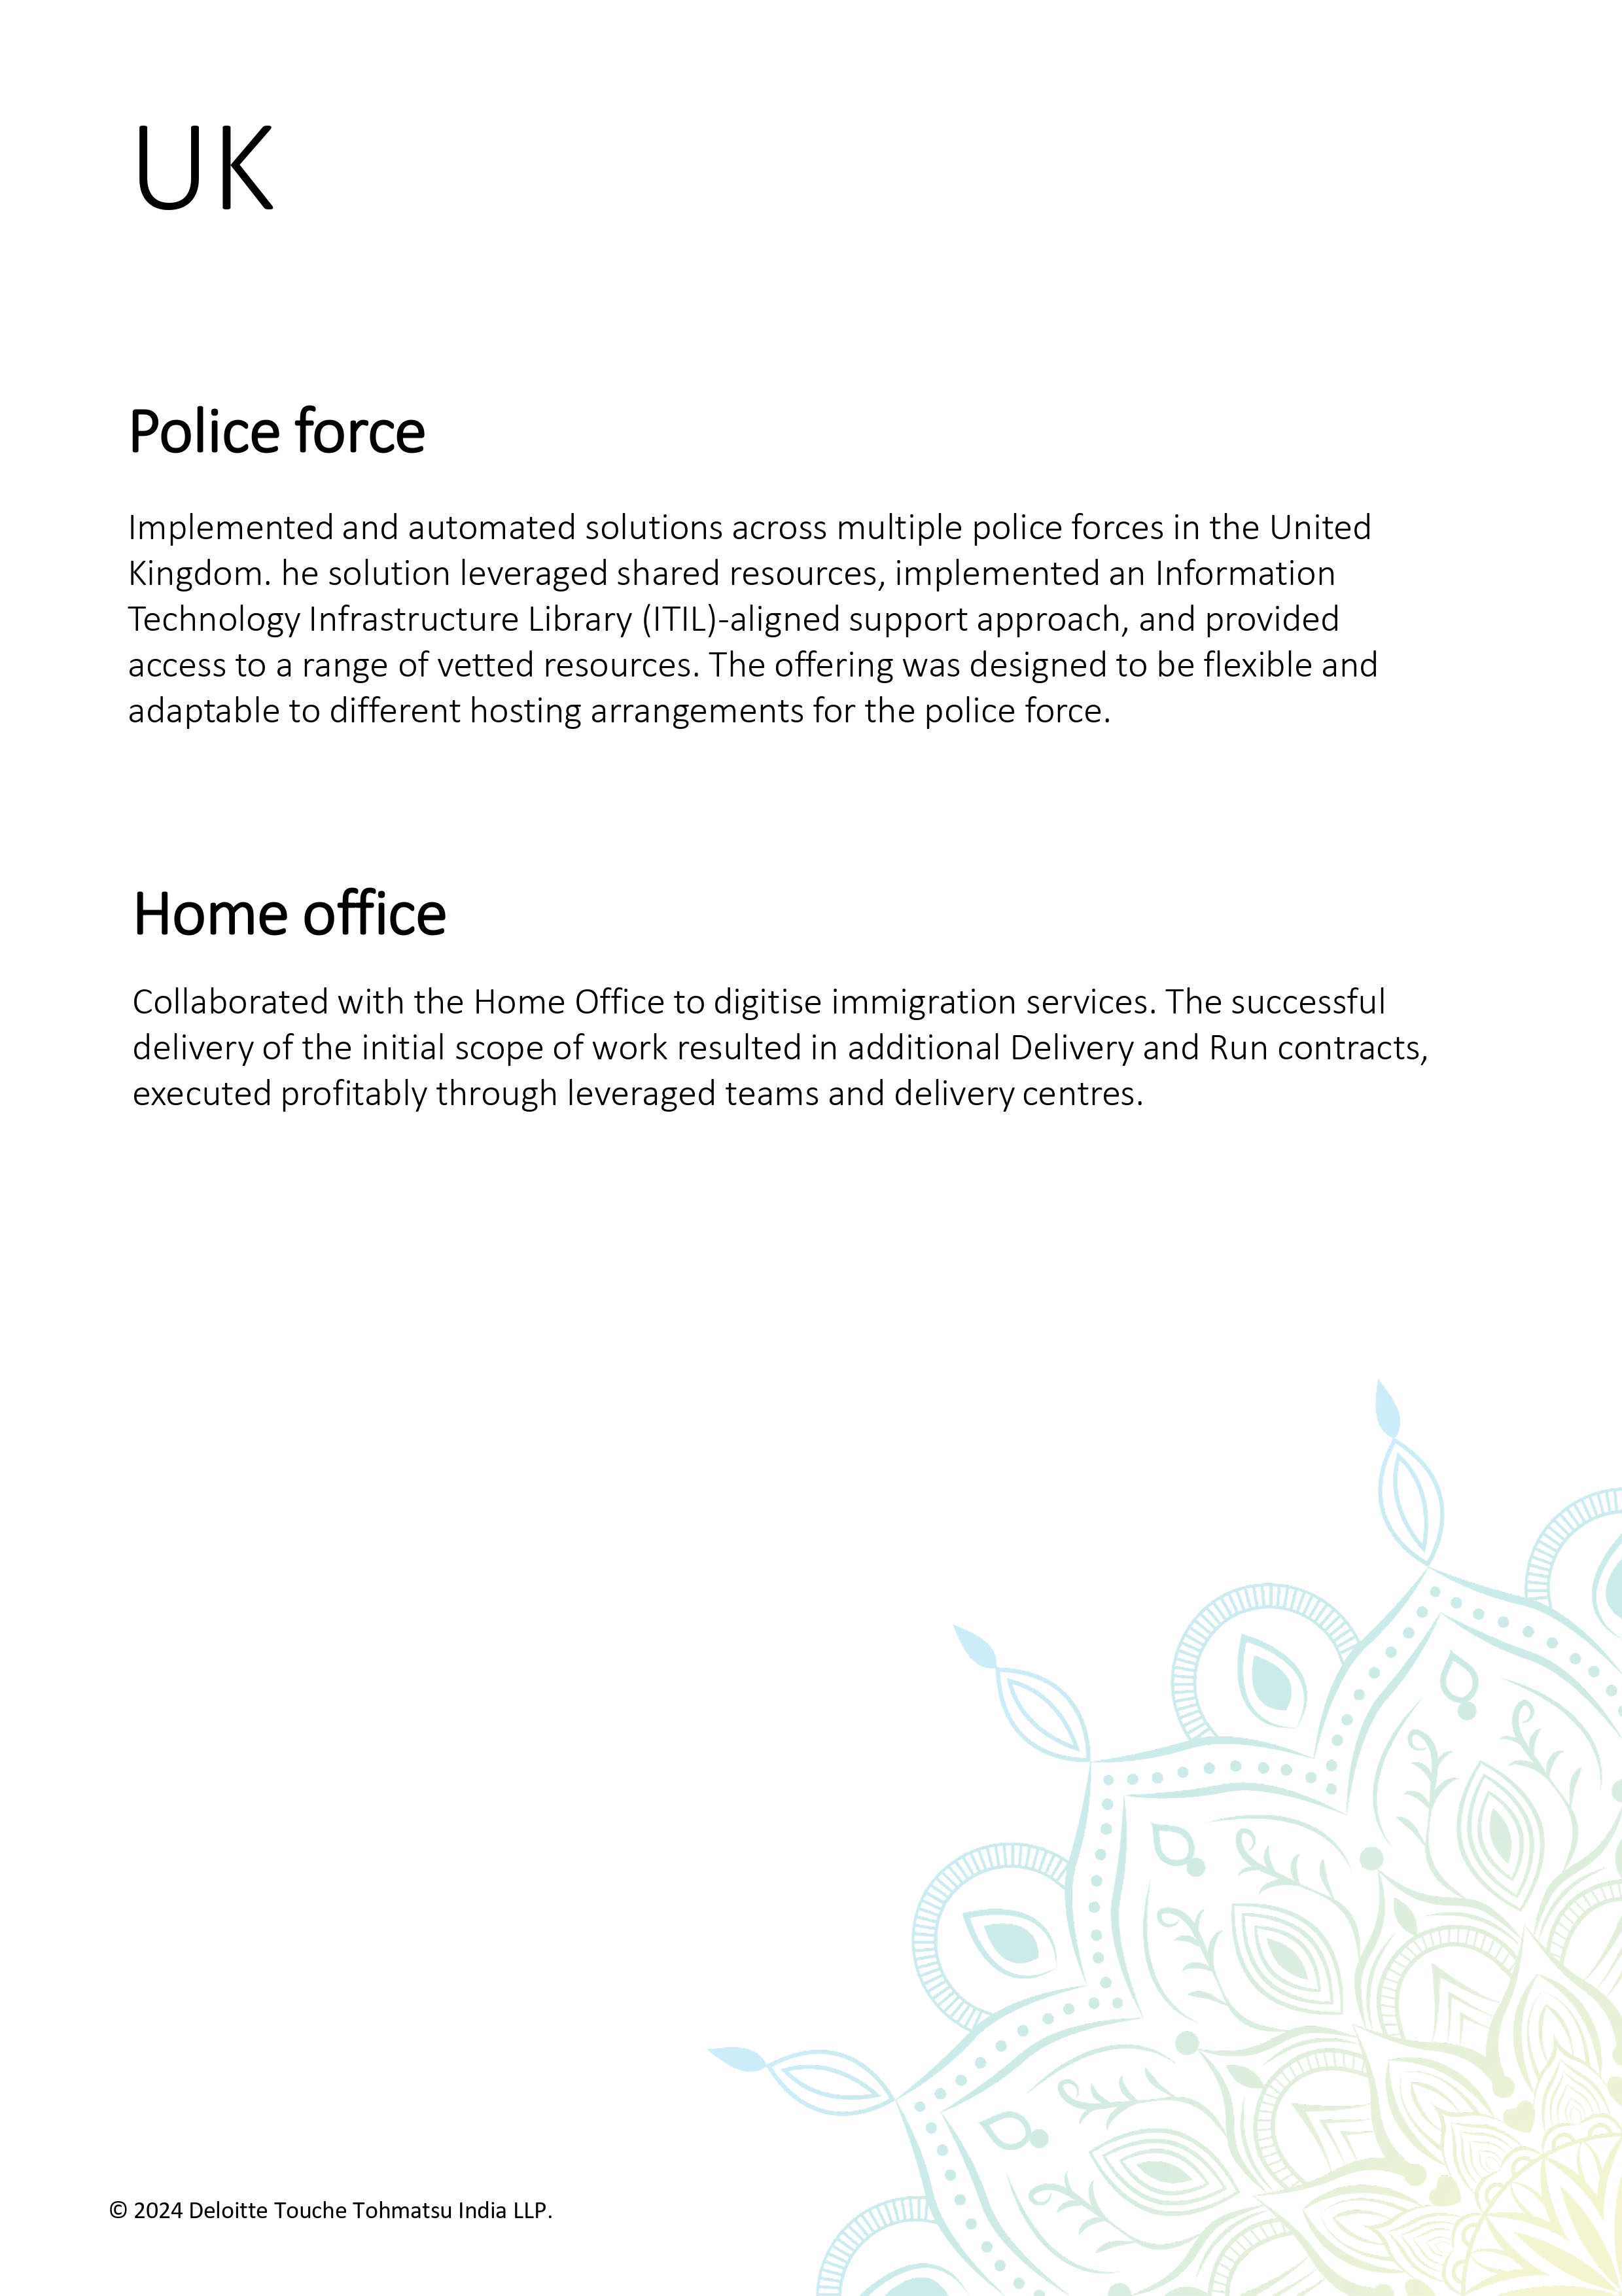 UK
Police force
Implemented and automated solutions across multiple police forces in the United
Kingdom. he solution leveraged shared resources, implemented an Information
Technology Infrastructure Library (ITIL)-aligned support approach, and provided
access to a range of vetted resources. The offering was designed to be flexible and
adaptable to different hosting arrangements for the police force.
Home office
Collaborated with the Home Office to digitise immigration services. The successful
delivery of the initial scope of work resulted in additional Delivery and Run contracts,
executed profitably through leveraged teams and delivery centres.
© 2024 Deloitte Touche Tohmatsu India LLP.